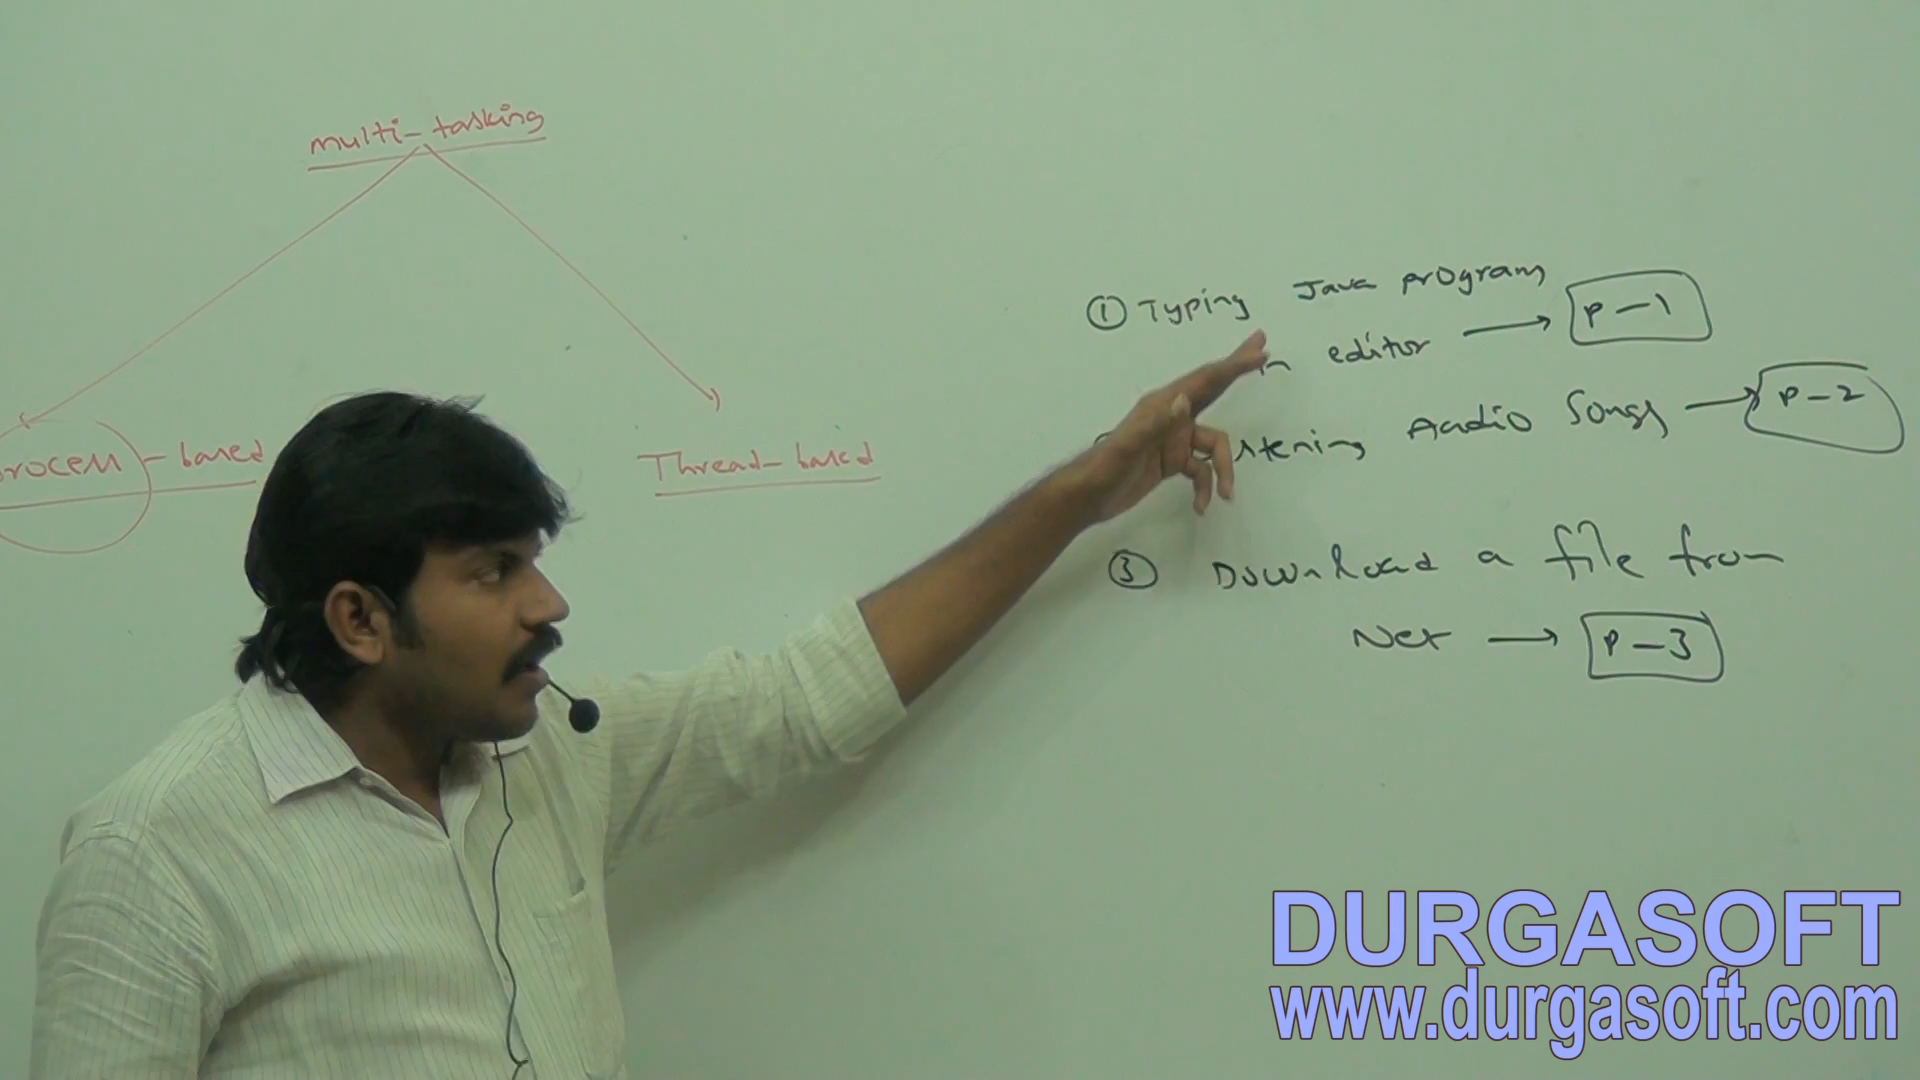 multi-tasking
process-based
Thread-based
① Typing Java program
in editor → P-1
Listening Audio Songs → P-2
③ Download a file from
Net → P-3
DURGASOFT
www.durgasoft.com